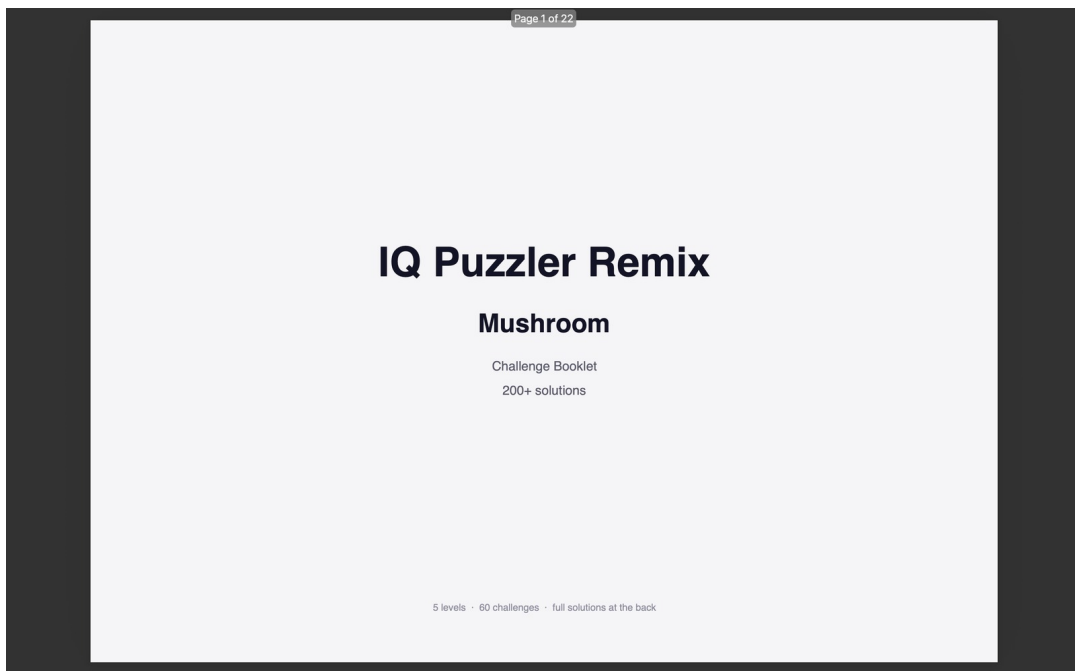 Page 1 of 22
IQ Puzzler Remix
Mushroom
Challenge Booklet
200+ solutions
5 levels · 60 challenges · full solutions at the back